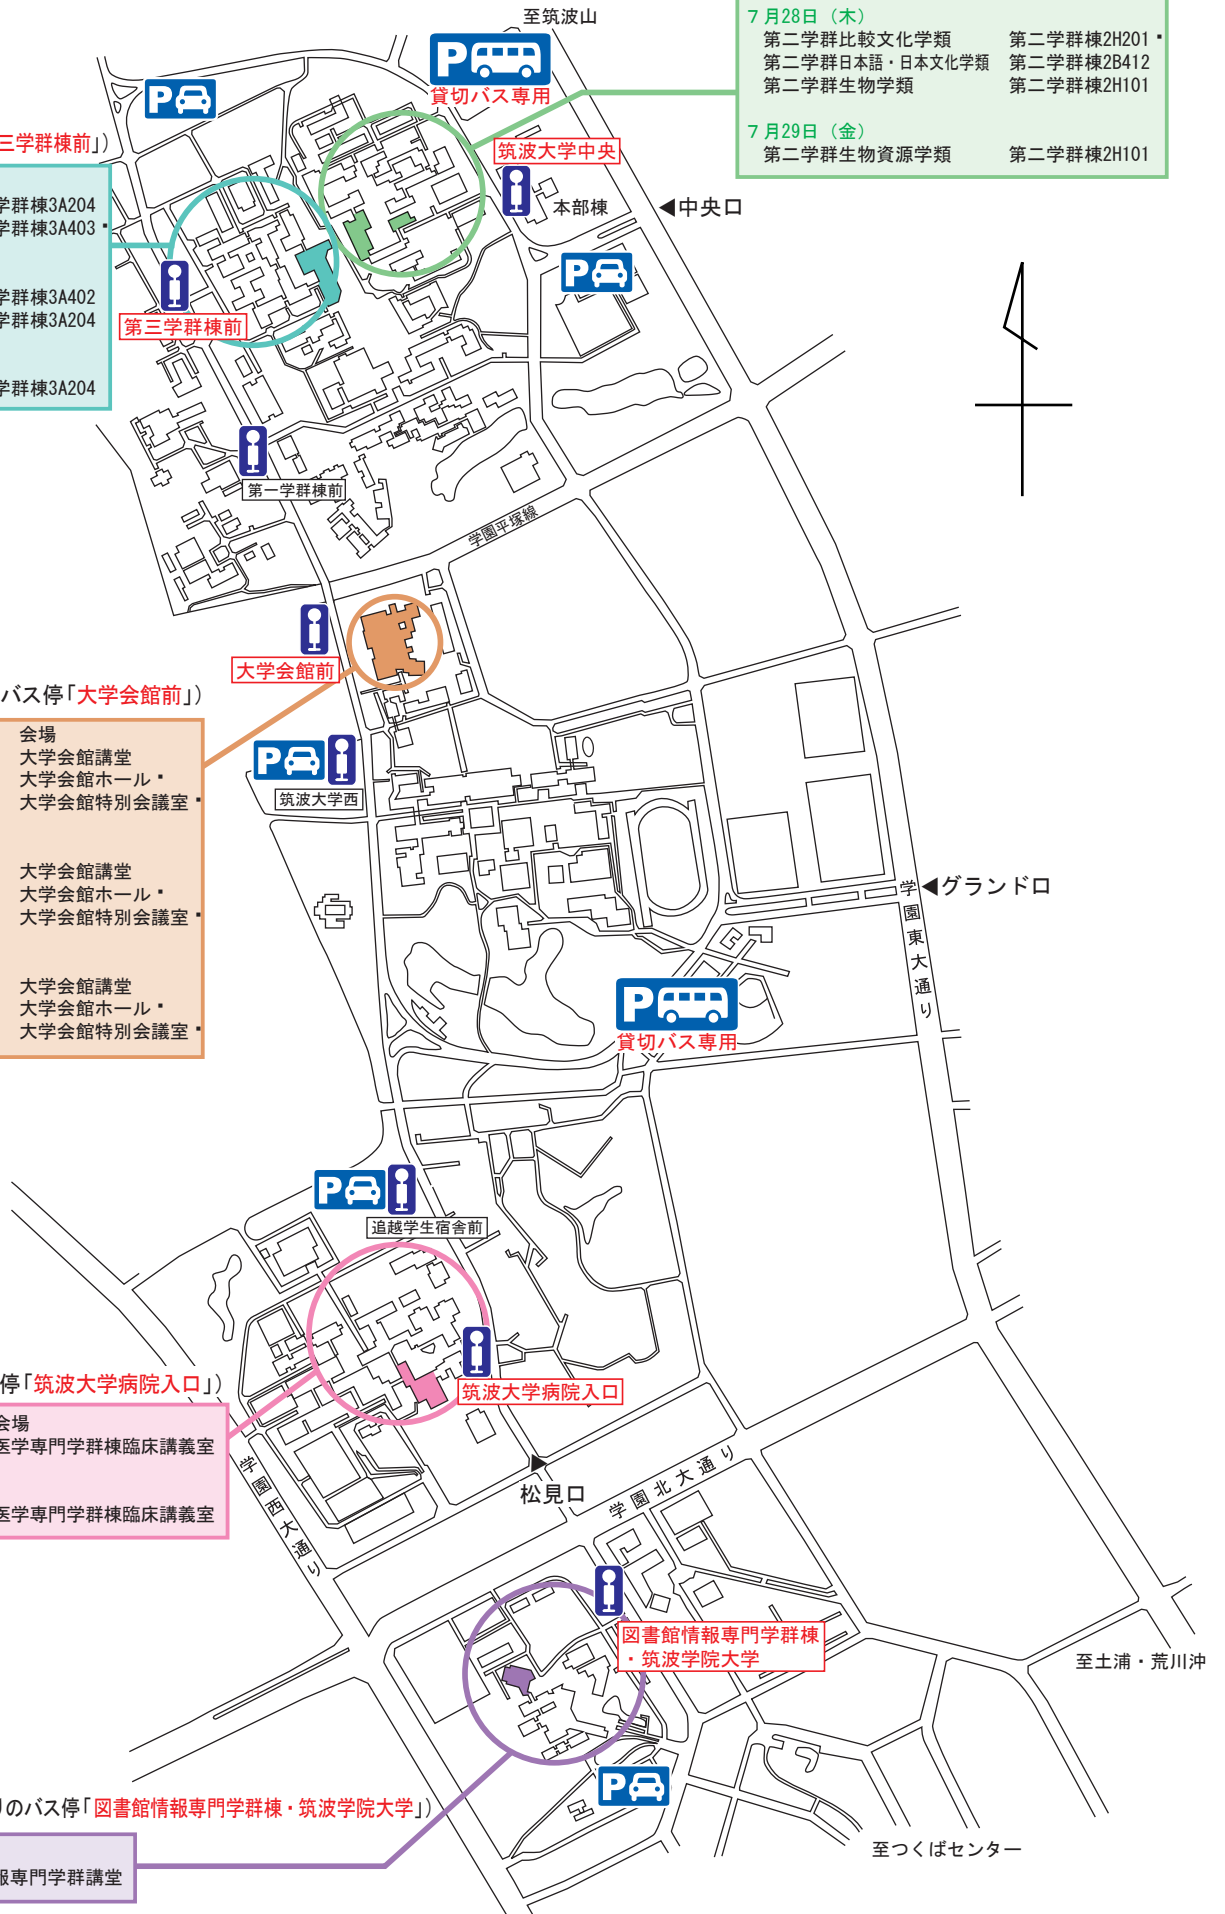 至筑波山
7月28日（木）
第二学群比較文化学類 第二学群棟2H201▪
第二学群日本語・日本文化学類 第二学群棟2B412
第二学群生物学類 第二学群棟2H101
7月29日（金）
第二学群生物資源学類 第二学群棟2H101
P
貸切バス専用
P
筑波大学中央
本部棟
◀中央口
P
三学群棟前」）
学群棟3A204
学群棟3A403▪
学群棟3A402
学群棟3A204
学群棟3A204
第三学群棟前
第一学群棟前
学園平塚線
大学会館前
バス停「大学会館前」）
会場
大学会館講堂
大学会館ホール▪
大学会館特別会議室▪
大学会館講堂
大学会館ホール▪
大学会館特別会議室▪
大学会館講堂
大学会館ホール▪
大学会館特別会議室▪
P
筑波大学西
◀グランド口
学園東大通り
P
貸切バス専用
P
追越学生宿舎前
停「筑波大学病院入口」）
会場
医学専門学群棟臨床講義室
医学専門学群棟臨床講義室
筑波大学病院入口
松見口
学園西大通り
学園北大通り
図書館情報専門学群棟
・筑波学院大学
至土浦・荒川沖
P
りのバス停「図書館情報専門学群棟・筑波学院大学」）
報専門学群講堂
至つくばセンター